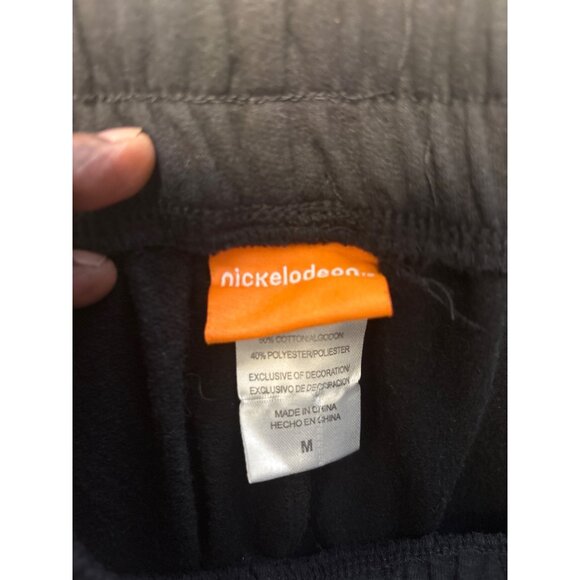 nickelodeon
60% COTTON/ALGODON
40% POLYESTER/POLIESTER
EXCLUSIVE OF DECORATION/
EXCLUSIVO DE DECORACION
MADE IN CHINA
HECHO EN CHINA
M